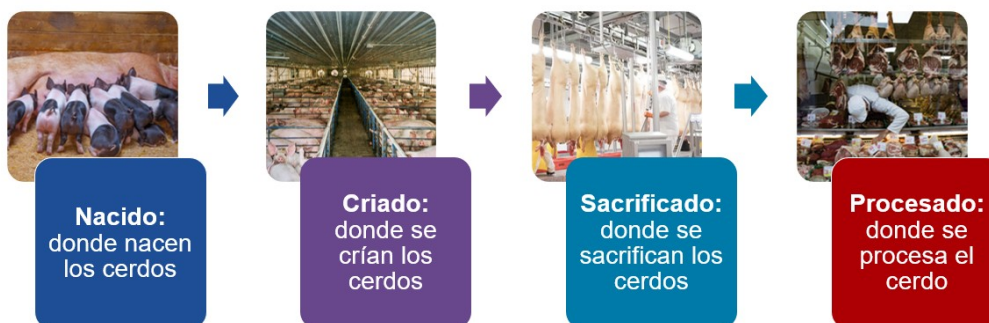 Nacido:
donde nacen
los cerdos
Criado:
donde se
crían los
cerdos
Sacrificado:
donde se
sacrifican los
cerdos
Procesado:
donde se
procesa el
cerdo